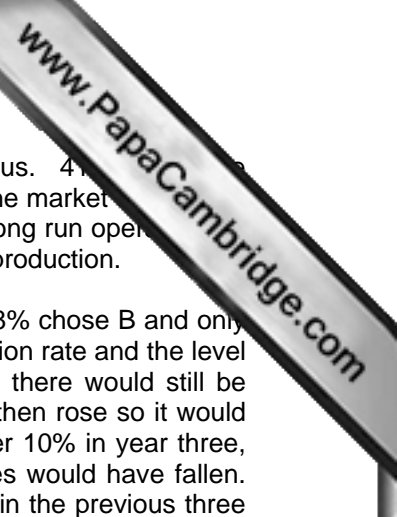 www.PapaCambridge.com
us. 4
he market
ong run oper
production.
3% chose B and only
ion rate and the level
there would still be
then rose so it would
er 10% in year three,
es would have fallen.
in the previous three